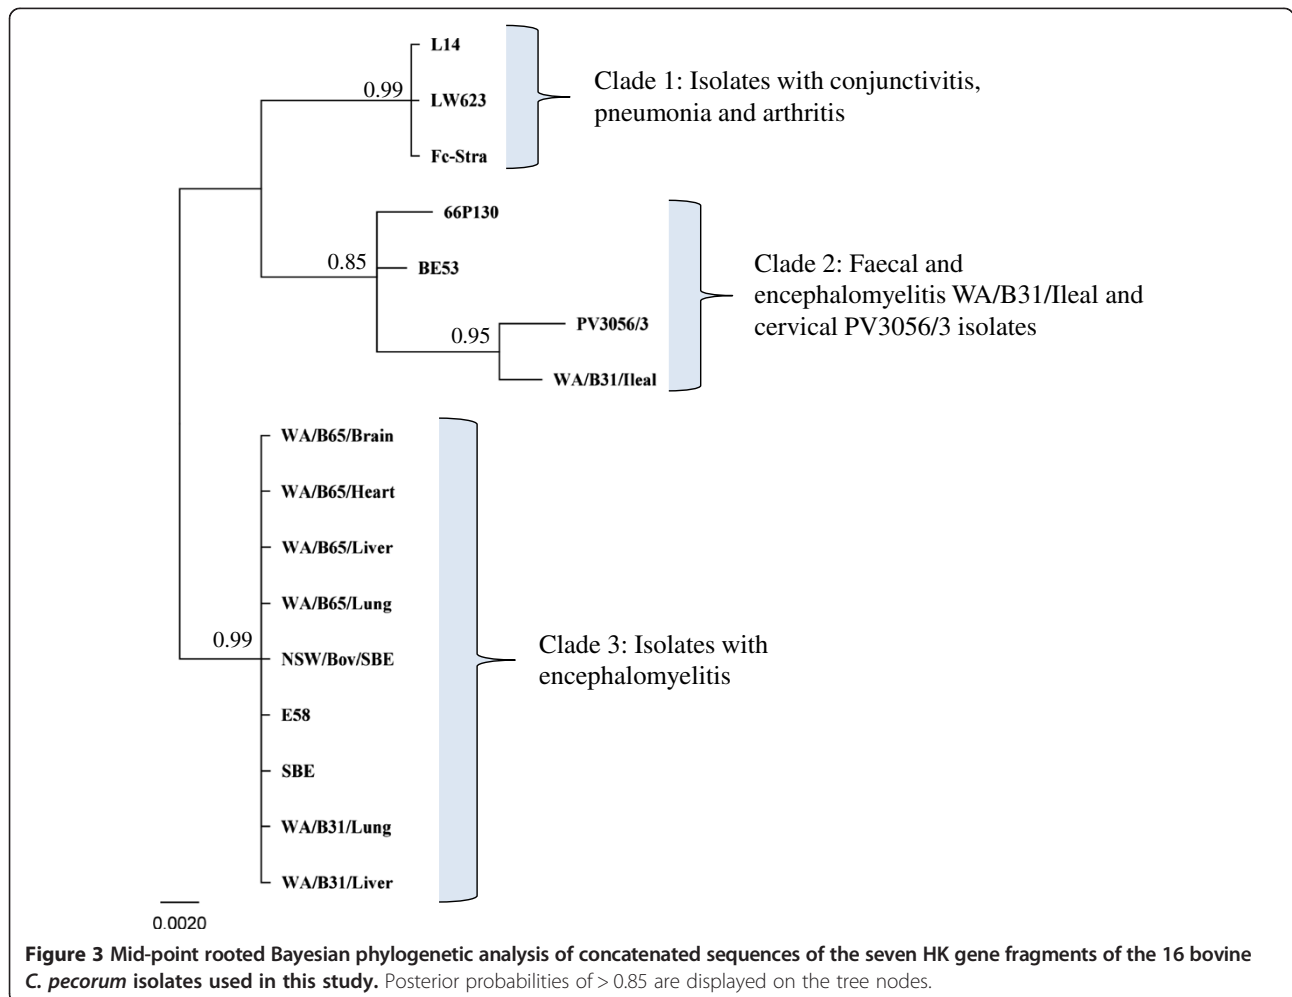 L14
0.99
LW623
Fc-Stra
Clade 1: Isolates with conjunctivitis,
pneumonia and arthritis
66P130
0.85
BE53
0.95
PV3056/3
WA/B31/Ileal
Clade 2: Faecal and
encephalomyelitis WA/B31/Ileal and
cervical PV3056/3 isolates
WA/B65/Brain
WA/B65/Heart
WA/B65/Liver
WA/B65/Lung
0.99
NSW/Bov/SBE
E58
SBE
WA/B31/Lung
WA/B31/Liver
Clade 3: Isolates with
encephalomyelitis
0.0020
Figure 3 Mid-point rooted Bayesian phylogenetic analysis of concatenated sequences of the seven HK gene fragments of the 16 bovine
C. pecorum isolates used in this study. Posterior probabilities of > 0.85 are displayed on the tree nodes.